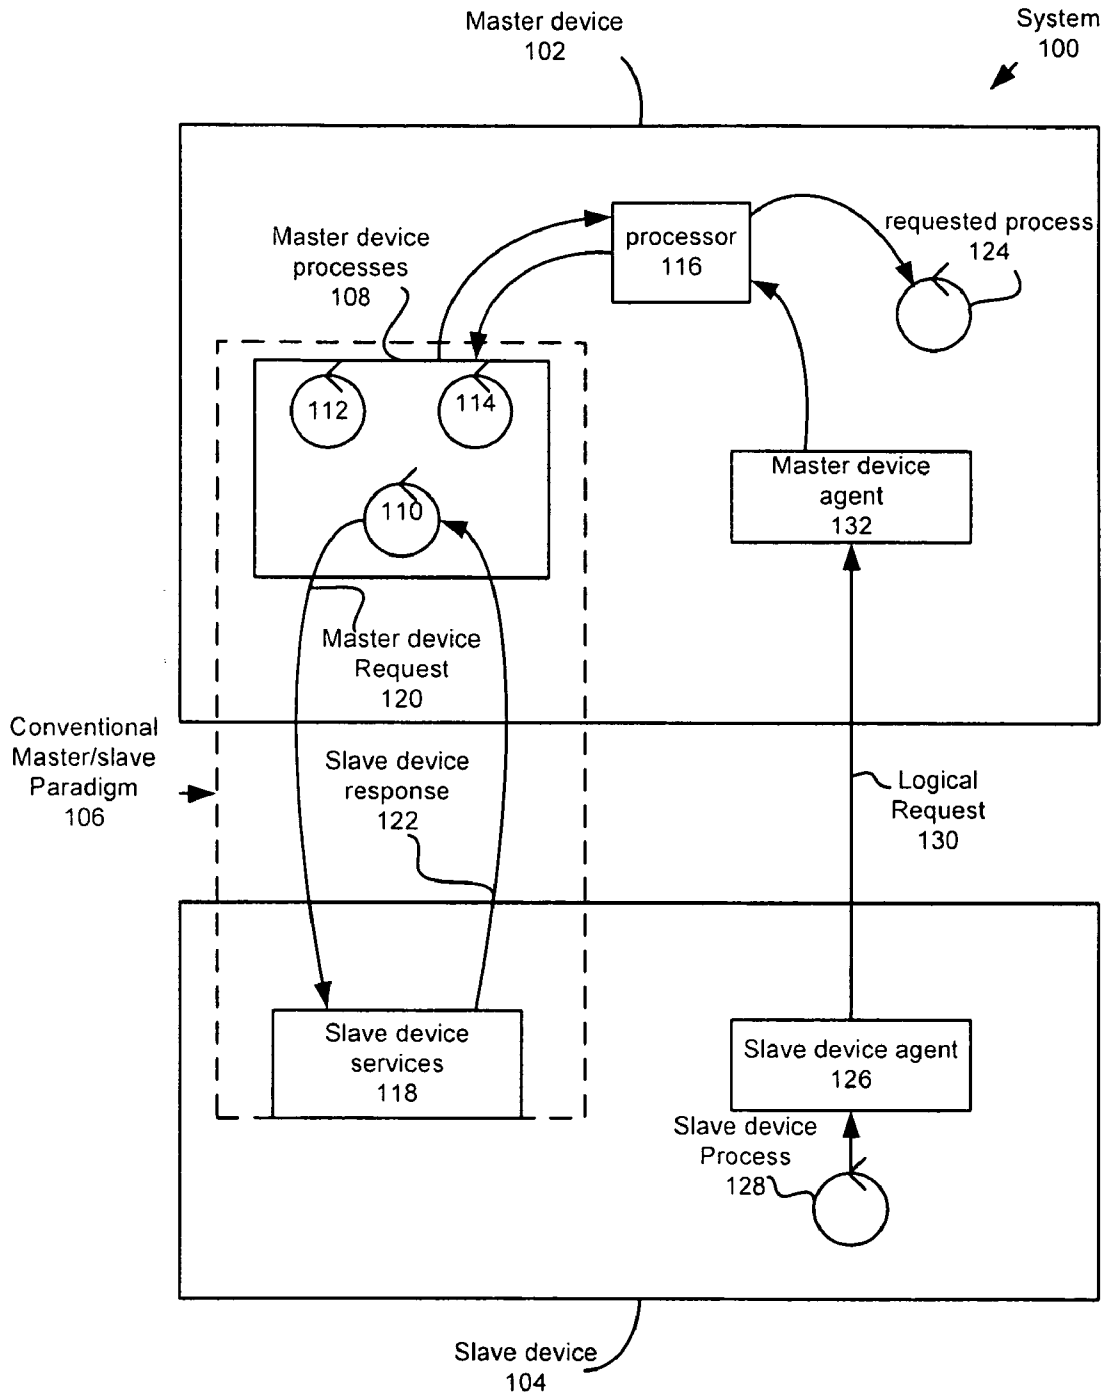 Master device
102
System
100
processor
116
requested process
124
Master device
processes
108
112
114
110
Master device
agent
132
Master device
Request
120
Conventional
Master/slave
Paradigm
106
Slave device
response
122
Logical
Request
130
Slave device
services
118
Slave device agent
126
Slave device
Process
128
Slave device
104